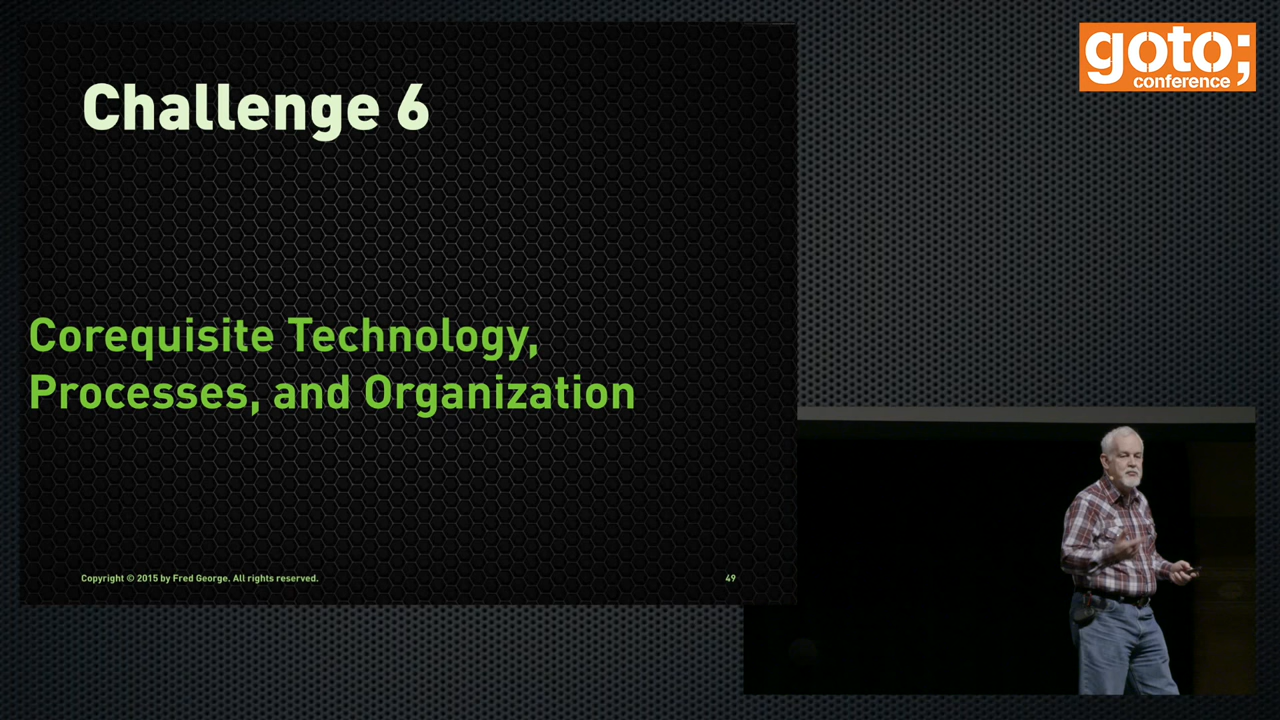 Challenge 6
goto;
conference
Corequisite Technology,
Processes, and Organization
Copyright © 2015 by Fred George. All rights reserved.
49